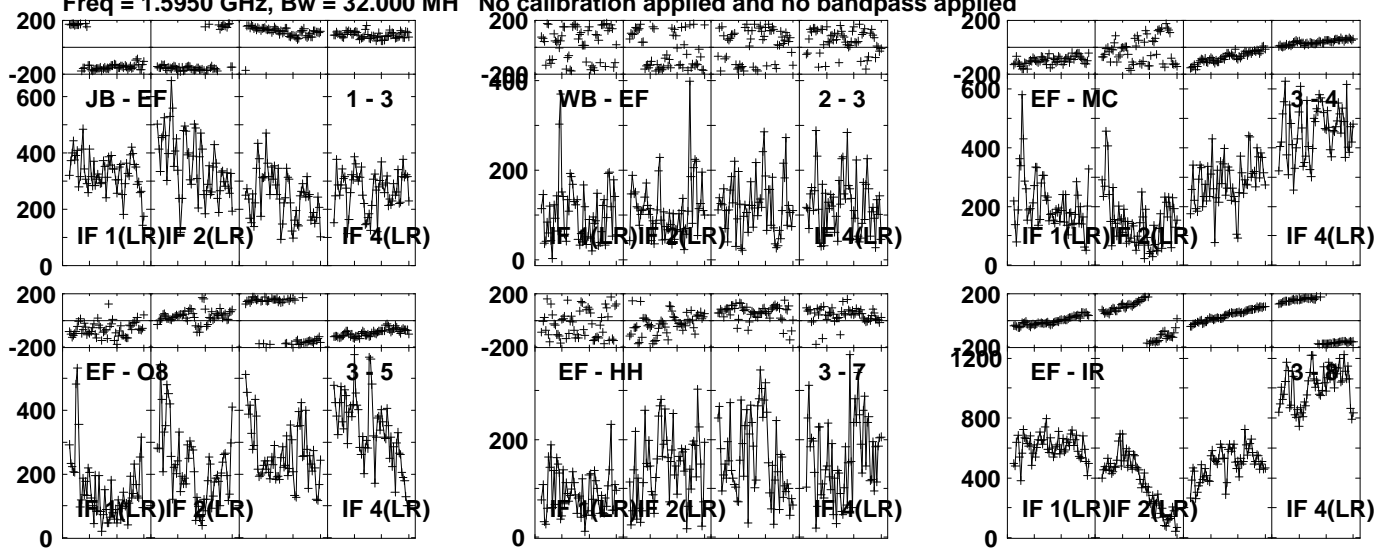 Freq = 1.5950 GHz, Bw = 32.000 MH   No calibration applied and no bandpass applied
200 200 200
-200 -200 -200
JB - EF 1 - 3 WB - EF 2 - 3 EF - MC 3 - 4
600 400 600
400 400
200 200 200
IF 1(LR) IF 2(LR) IF 4(LR) IF 1(LR) IF 2(LR) IF 4(LR) IF 1(LR) IF 2(LR) IF 4(LR)
0 0 0
200 200 200
-200 -200 -200
EF - O8 3 - 5 EF - HH 3 - 7 EF - IR 3 - 8
1200
400 800
200 200 400
IF 1(LR) IF 2(LR) IF 4(LR) IF 1(LR) IF 2(LR) IF 4(LR) IF 1(LR) IF 2(LR) IF 4(LR)
0 0 0